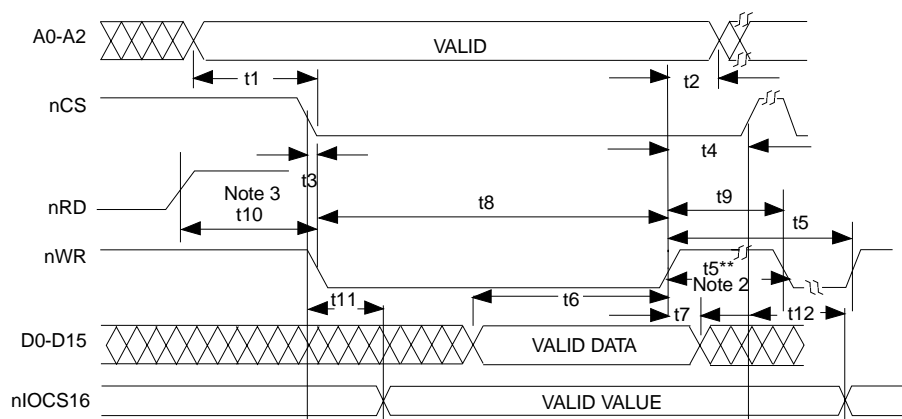 A0-A2
VALID
t1
t2
nCS
t4
t3
Note 3
nRD
t10
t8
t9
t5
nWR
t5**
Note 2
t11
t6
t7
t12
D0-D15
VALID DATA
nIOCS16
VALID VALUE